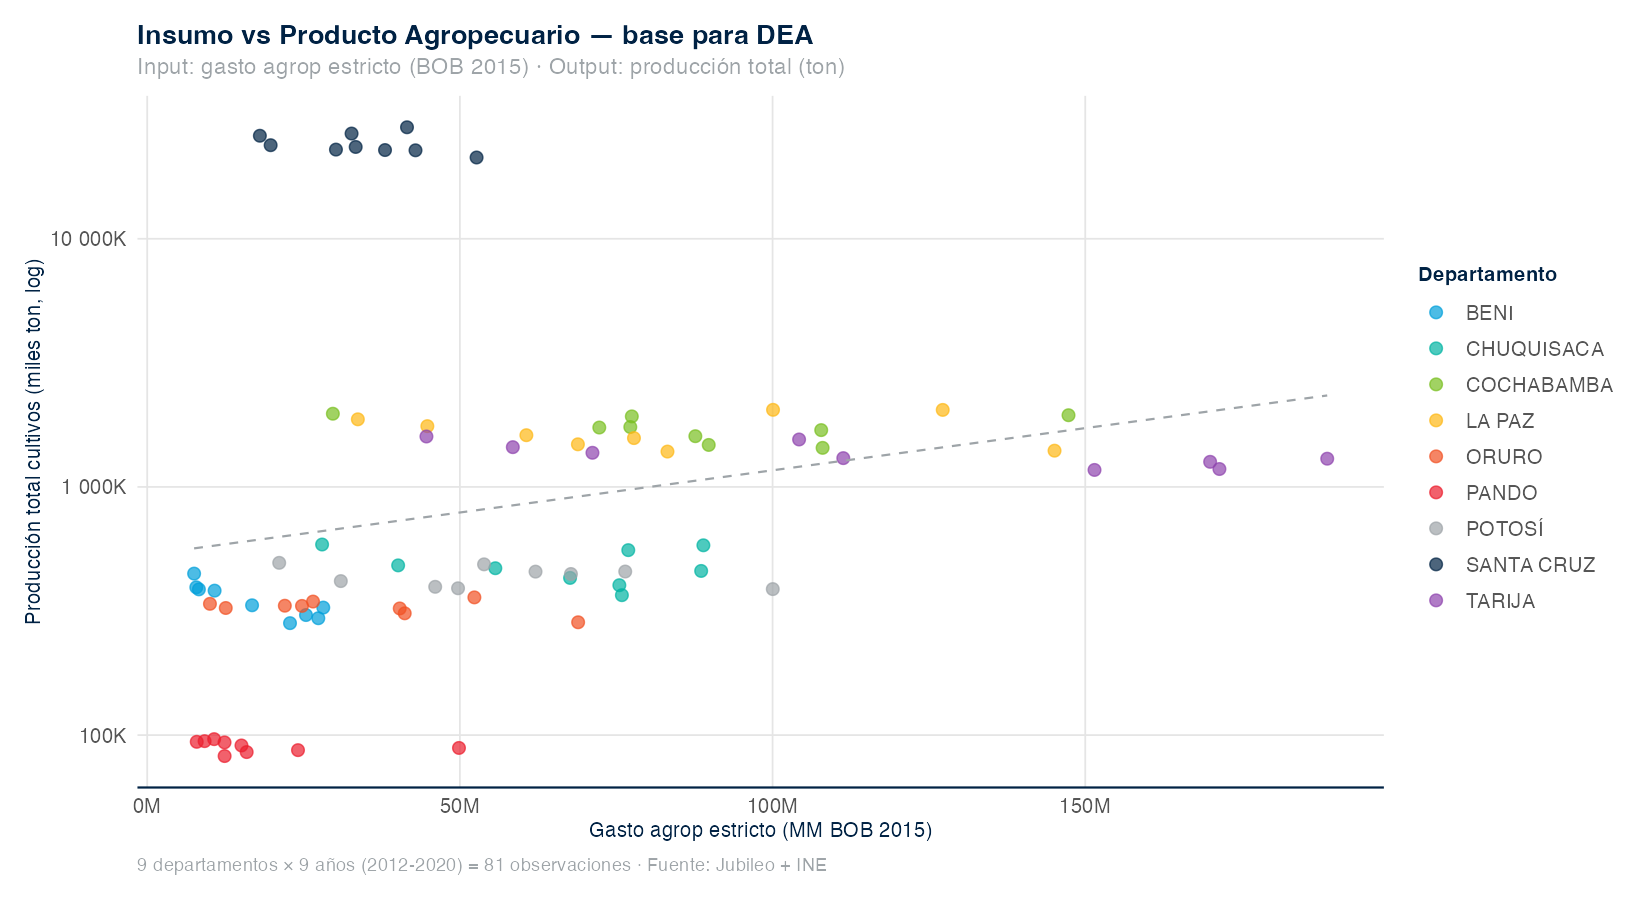 Insumo vs Producto Agropecuario — base para DEA
Input: gasto agrop estricto (BOB 2015) · Output: producción total (ton)
Producción total cultivos (miles ton, log)
10 000K
1 000K
100K
0M
50M
100M
150M
Gasto agrop estricto (MM BOB 2015)
Departamento
BENI
CHUQUISACA
COCHABAMBA
LA PAZ
ORURO
PANDO
POTOSÍ
SANTA CRUZ
TARIJA
9 departamentos × 9 años (2012-2020) = 81 observaciones · Fuente: Jubileo + INE